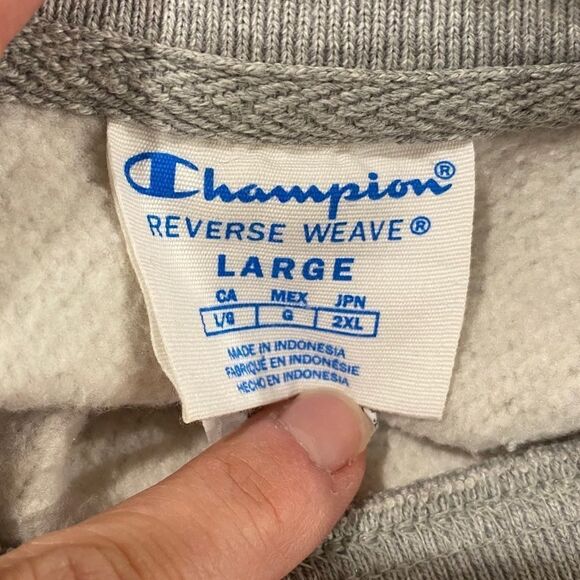 Champion®
REVERSE WEAVE®
LARGE
CA MEX JPN
L/G G 2XL
MADE IN INDONESIA
FABRIQUÉ EN INDONÉSIE
HECHO EN INDONESIA